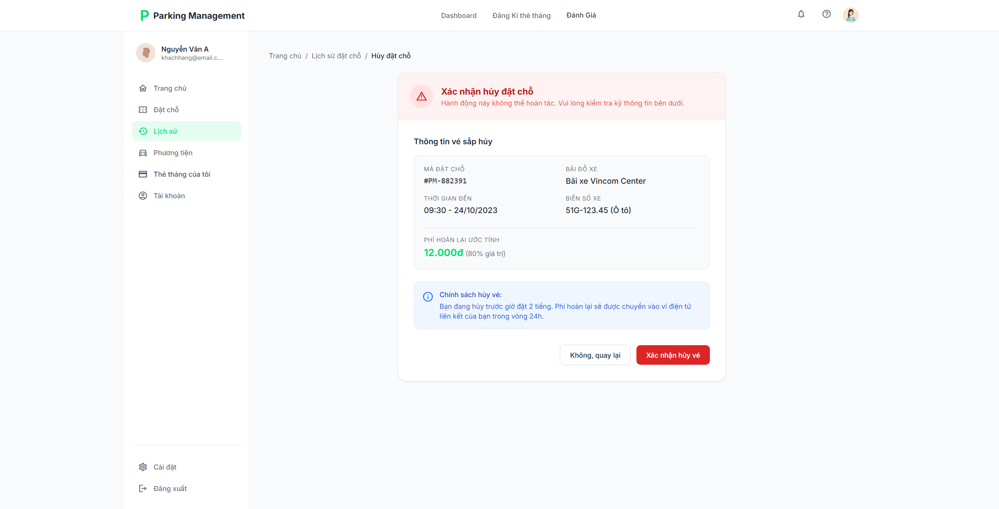 P Parking Management
Dashboard
Đăng Kí thẻ tháng
Đánh Giá
Nguyễn Văn A
khachhang@email.c...
Trang chủ
Đặt chỗ
Lịch sử
Phương tiện
Thẻ tháng của tôi
Tài khoản
Cài đặt
Đăng xuất
Trang chủ / Lịch sử đặt chỗ / Hủy đặt chỗ
Xác nhận hủy đặt chỗ
Hành động này không thể hoàn tác. Vui lòng kiểm tra kỹ thông tin bên dưới.
Thông tin vé sắp hủy
MÃ ĐẶT CHỖ
#PM-882391
BÃI ĐỖ XE
Bãi xe Vincom Center
THỜI GIAN ĐẾN
09:30 - 24/10/2023
BIỂN SỐ XE
51G-123.45 (Ô tô)
PHÍ HOÀN LẠI ƯỚC TÍNH
12.000đ (80% giá trị)
Chính sách hủy vé:
Bạn đang hủy trước giờ đặt 2 tiếng. Phí hoàn lại sẽ được chuyển vào ví điện tử
liên kết của bạn trong vòng 24h.
Không, quay lại
Xác nhận hủy vé